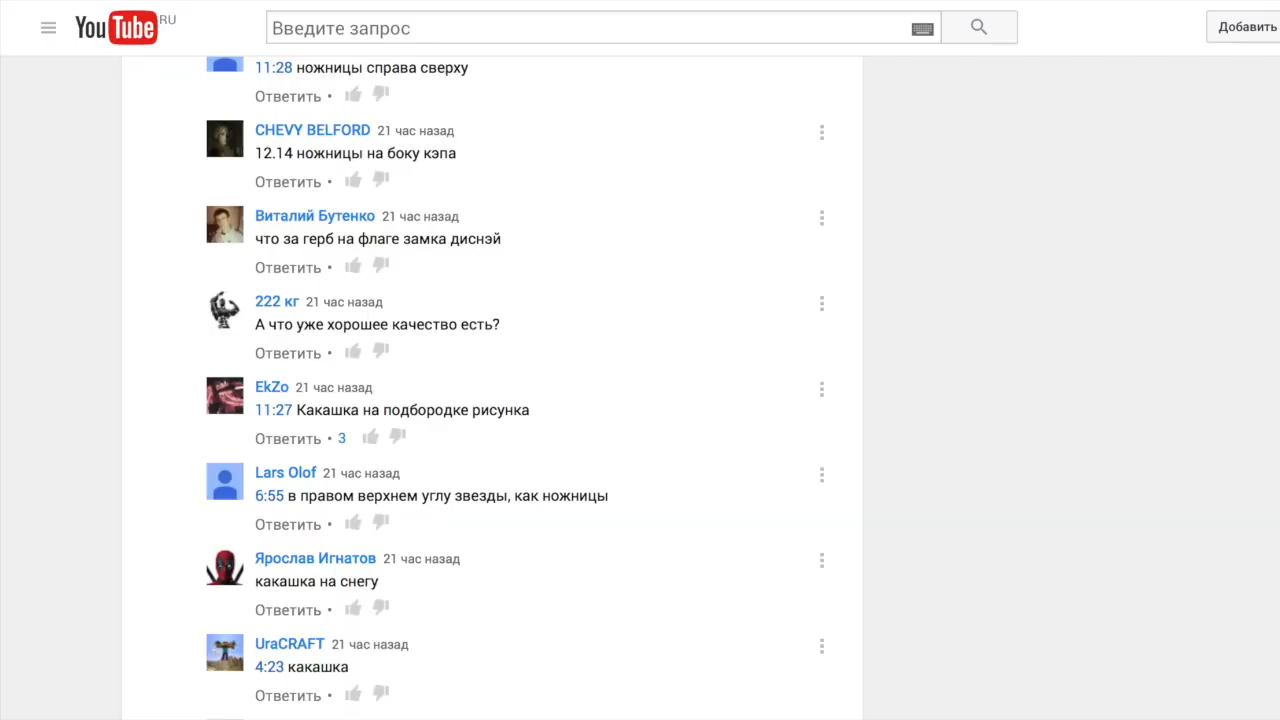 YouTube RU
Введите запрос
Добавить
11:28 ножницы справа сверху
Ответить •
CHEVY BELFORD 21 час назад
12.14 ножницы на боку кэпа
Ответить •
Виталий Бутенко 21 час назад
что за герб на флаге замка диснэй
Ответить •
222 кг 21 час назад
А что уже хорошее качество есть?
Ответить •
EkZo 21 час назад
11:27 Какашка на подбородке рисунка
Ответить • 3
Lars Olof 21 час назад
6:55 в правом верхнем углу звезды, как ножницы
Ответить •
Ярослав Игнатов 21 час назад
какашка на снегу
Ответить •
UraCRAFT 21 час назад
4:23 какашка
Ответить •